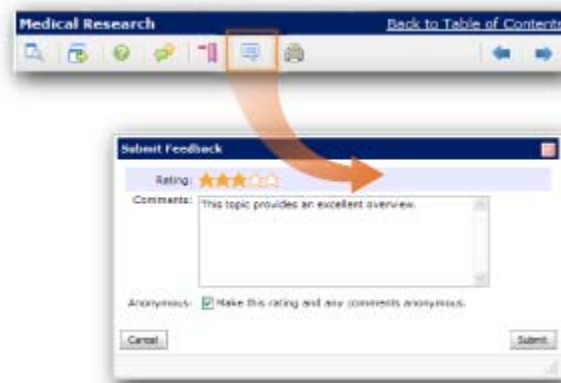 Medical Research Back to Table of Contents
Submit Feedback
Rating:
Comments: This topic provides an excellent overview.
Anonymous: Make this rating and any comments anonymous.
Cancel Submit